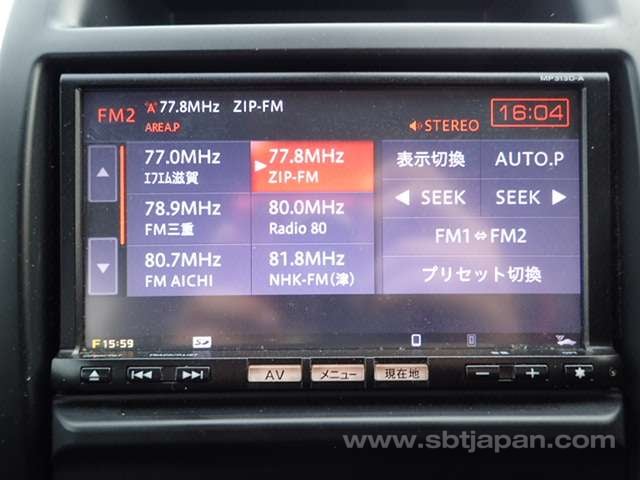 MP313D-A
FM2 A 77.8MHz ZIP-FM
AREA.P
STEREO
16:04
77.0MHz
エフエム滋賀
77.8MHz
ZIP-FM
表示切換
AUTO.P
78.9MHz
FM三重
80.0MHz
Radio 80
◀ SEEK
SEEK ▶
80.7MHz
FM AICHI
81.8MHz
NHK-FM(津)
FM1⇔FM2
プリセット切換
F 15:59
SD
AV
メニュー
現在地
www.sbtjapan.com